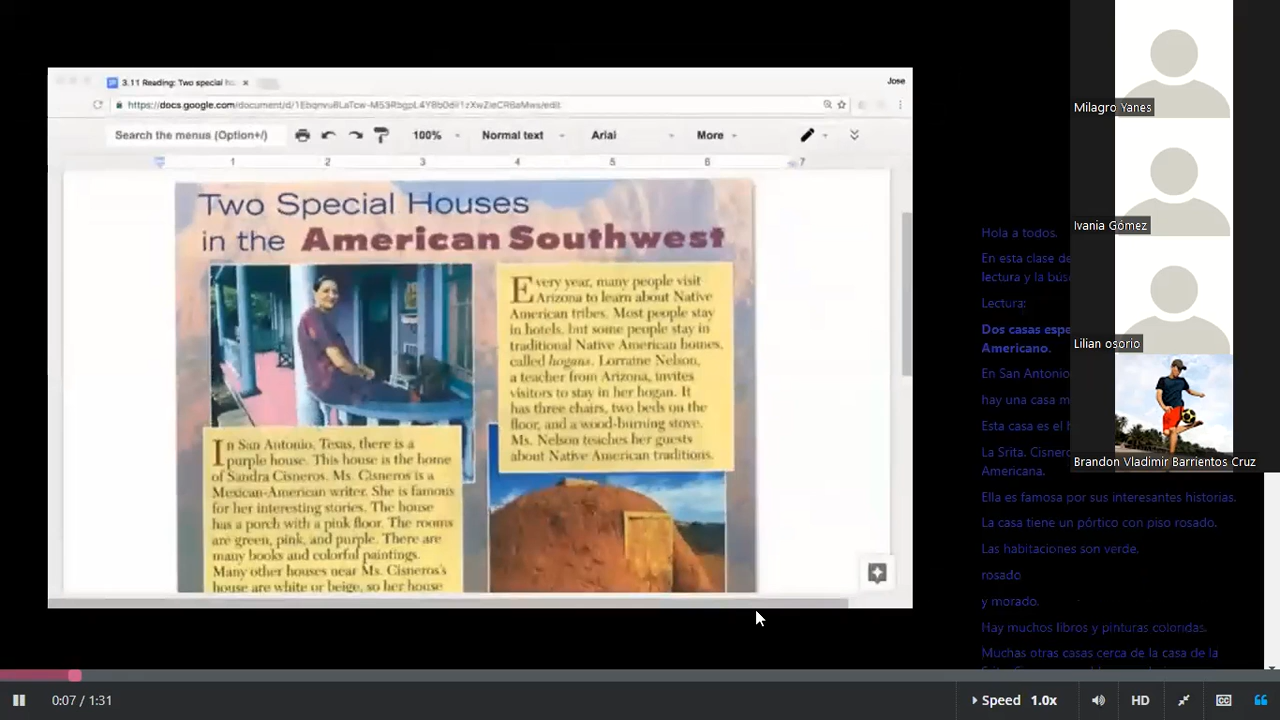 3.11 Reading: Two special ho
Jose
Search the menus (Option+/)
100%
Normal text
Arial
More
1 2 3 4 5 6 7
Two Special Houses
in the American Southwest
Every year, many people visit
Arizona to learn about Native
American tribes. Most people stay
in hotels, but some people stay in
traditional Native American homes,
called hogans. Lorraine Nelson,
a teacher from Arizona, invites
visitors to stay in her hogan. It
has three chairs, two beds on the
floor, and a wood-burning stove.
Ms. Nelson teaches her guests
about Native American traditions.
In San Antonio, Texas, there is a
purple house. This house is the home
of Sandra Cisneros. Ms. Cisneros is a
Mexican-American writer. She is famous
for her interesting stories. The house
has a porch with a pink floor. The rooms
are green, pink, and purple. There are
many books and colorful paintings.
Many other houses near Ms. Cisneros's
house are white or beige, so her house
Hola a todos.
En esta clase de
lectura y la bús
Lectura:
Dos casas espe
Americano.
En San Antonio
hay una casa m
Esta casa es el h
La Srita. Cisnero
Americana.
Ella es famosa por sus interesantes historias.
La casa tiene un pórtico con piso rosado.
Las habitaciones son verde.
rosado
y morado.
Hay muchos libros y pinturas coloridas.
Muchas otras casas cerca de la casa de la
Milagro Yanes
Ivania Gómez
Lilian osorio
Brandon Vladimir Barrientos Cruz
0:07 / 1:31
Speed 1.0x
HD
CC